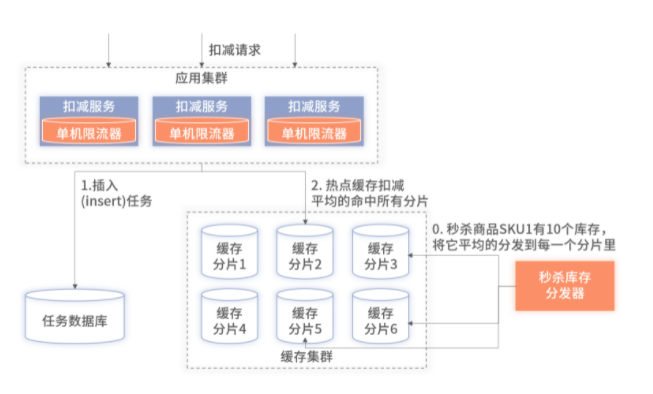 扣减请求
应用集群
扣减服务
扣减服务
扣减服务
单机限流器
单机限流器
单机限流器
1.插入
(insert)任务
2. 热点缓存扣减
平均的命中所有分片
0. 秒杀商品SKU1有10个库存，
将它平均的分发到每一个分片里
缓存
分片1
缓存
分片2
缓存
分片3
秒杀库存
分发器
任务数据库
缓存
分片4
缓存
分片5
缓存
分片6
缓存集群